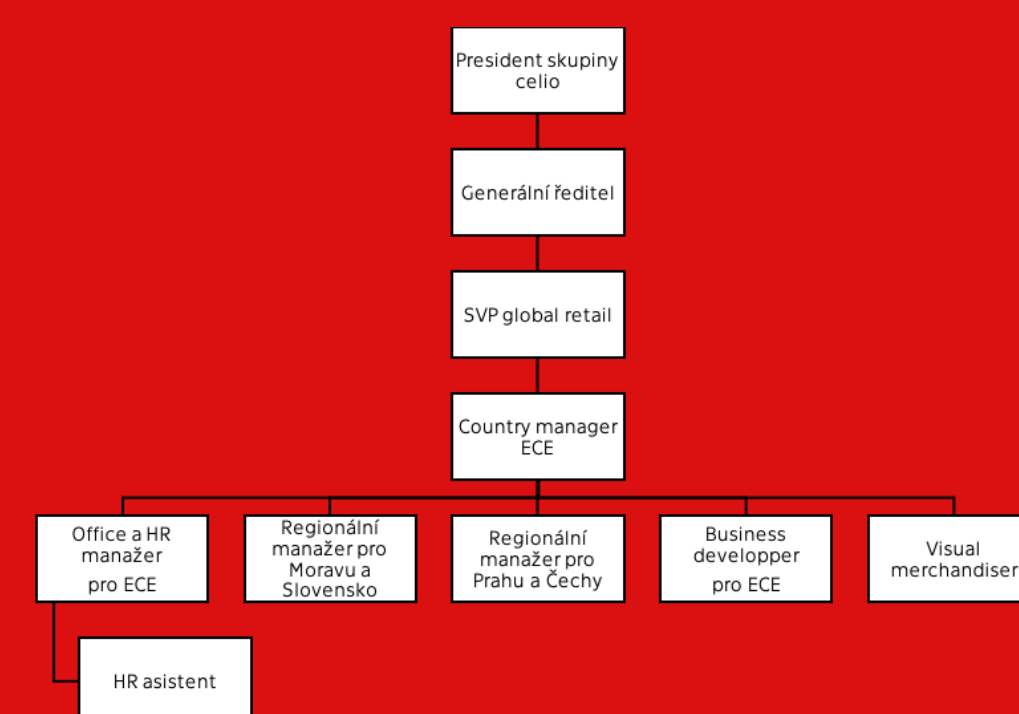 President skupiny
celio
Generální ředitel
SVP global retail
Country manager
ECE
Office a HR
manažer
pro ECE
Regionální
manažer pro
Moravu a
Slovensko
Regionální
manažer pro
Prahu a Čechy
Business
developper
pro ECE
Visual
merchandiser
HR asistent